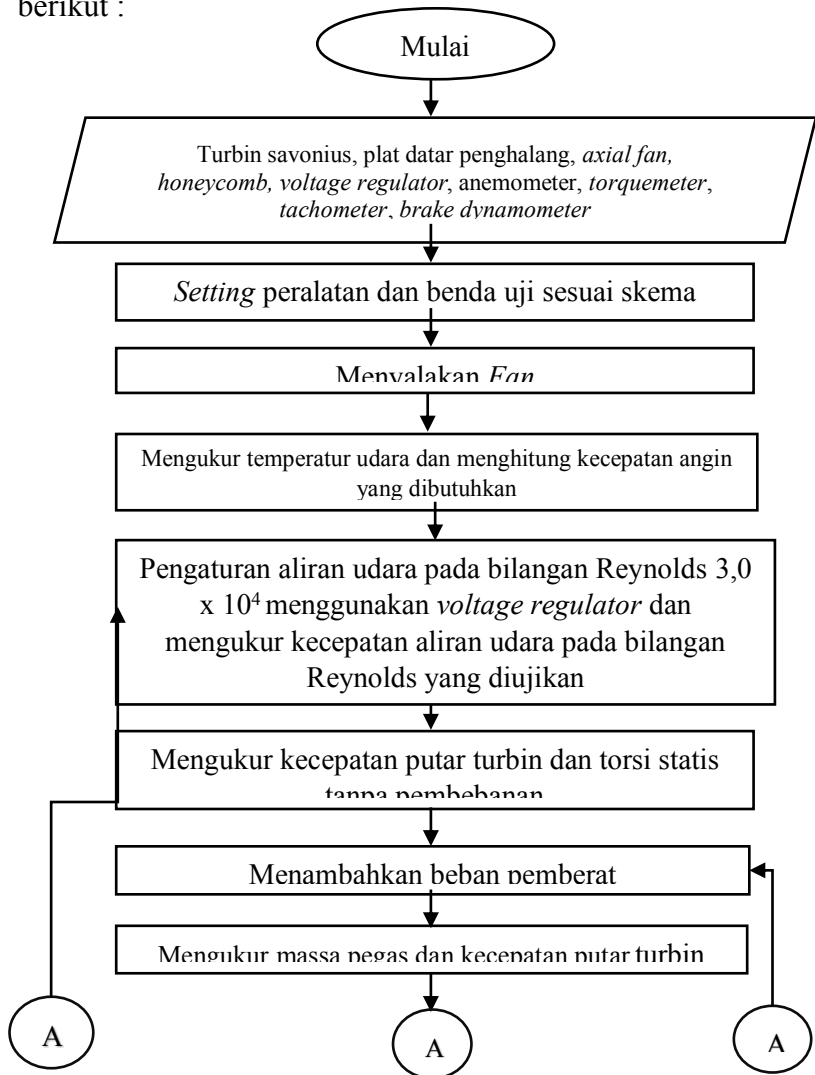 berikut :
Mulai
Turbin savonius, plat datar penghalang, axial fan,
honeycomb, voltage regulator, anemometer, torquemeter,
tachometer, brake dynamometer
Setting peralatan dan benda uji sesuai skema
Menyalakan Fan
Mengukur temperatur udara dan menghitung kecepatan angin
yang dibutuhkan
Pengaturan aliran udara pada bilangan Reynolds 3,0
x 10⁴ menggunakan voltage regulator dan
mengukur kecepatan aliran udara pada bilangan
Reynolds yang diujikan
Mengukur kecepatan putar turbin dan torsi statis
tanpa pembebanan
Menambahkan beban pemberat
Mengukur massa pegas dan kecepatan putar turbin
A
A
A